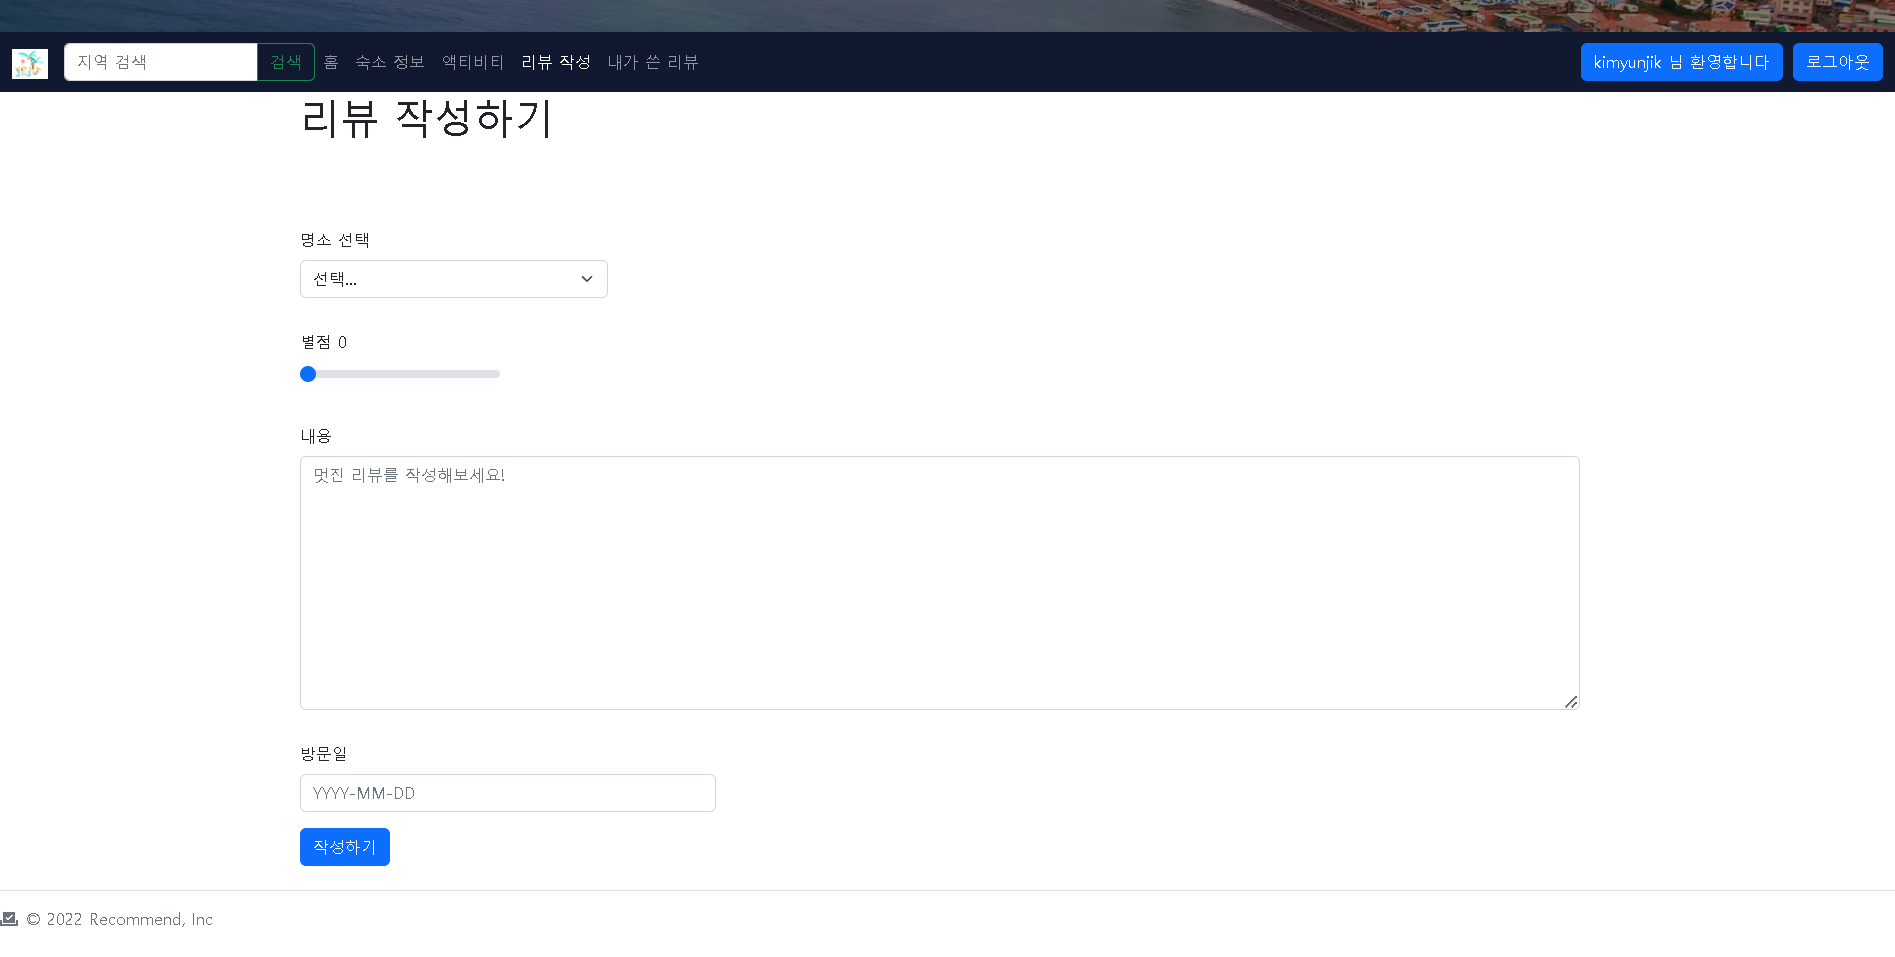 지역 검색 검색 홈 숙소 정보 액티비티 리뷰 작성 내가 쓴 리뷰 kimyunjik 님 환영합니다 로그아웃
리뷰 작성하기
명소 선택
선택...
별점 0
내용
멋진 리뷰를 작성해보세요!
방문일
YYYY-MM-DD
작성하기
© 2022 Recommend, Inc